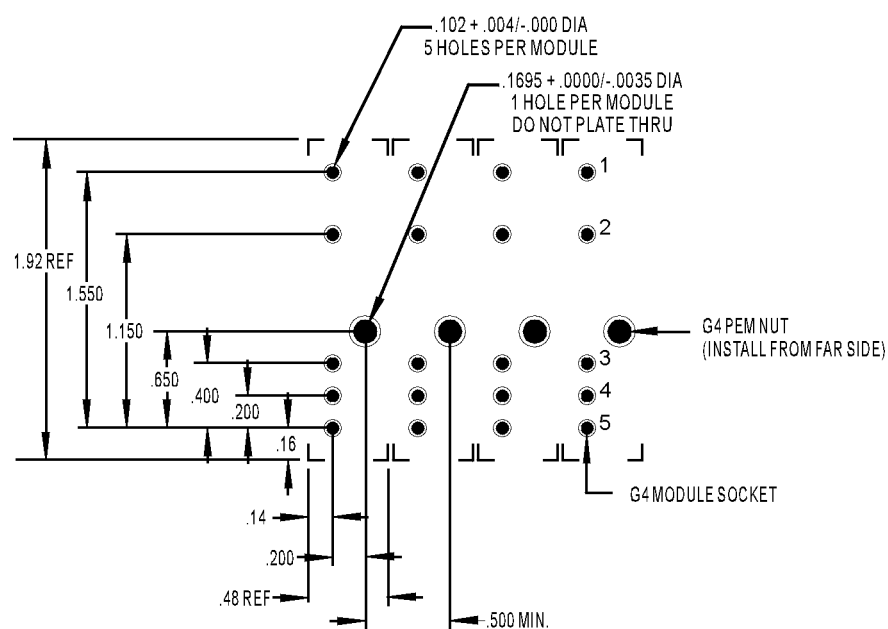 .102 + .004/-.000 DIA
5 HOLES PER MODULE
.1695 + .0000/-.0035 DIA
1 HOLE PER MODULE
DO NOT PLATE THRU
1
2
1.92 REF
1.550
1.150
.650
.400
.200
.16
G4 PEM NUT
(INSTALL FROM FAR SIDE)
3
4
5
G4 MODULE SOCKET
.14
.200
.48 REF
.500 MIN.